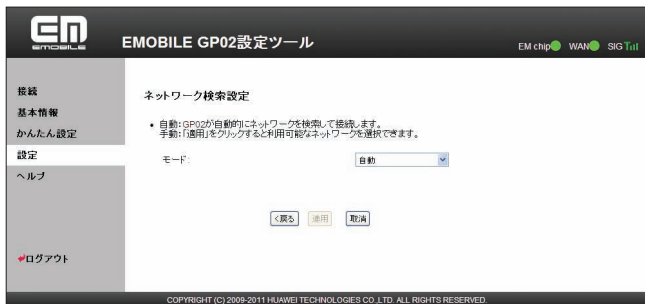 EM
EMOBILE
EMOBILE GP02設定ツール
EM chip WAN SIG
接続
基本情報
かんたん設定
設定
ヘルプ
ログアウト
ネットワーク検索設定
• 自動:GP02が自動的にネットワークを検索して接続します。
手動:「適用」をクリックすると利用可能なネットワークを選択できます。
モード:
自動
<戻る 適用 取消
COPYRIGHT (C) 2009-2011 HUAWEI TECHNOLOGIES CO.,LTD. ALL RIGHTS RESERVED.